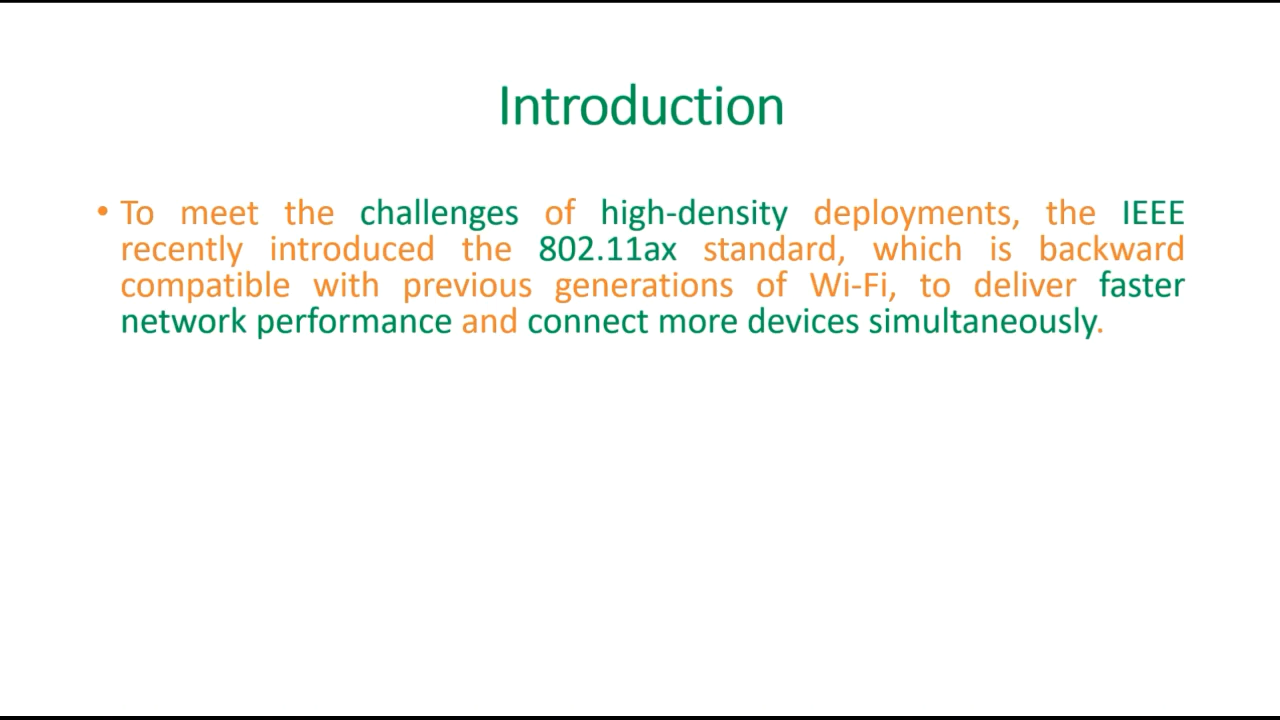 Introduction
• To meet the challenges of high-density deployments, the IEEE
recently introduced the 802.11ax standard, which is backward
compatible with previous generations of Wi-Fi, to deliver faster
network performance and connect more devices simultaneously.